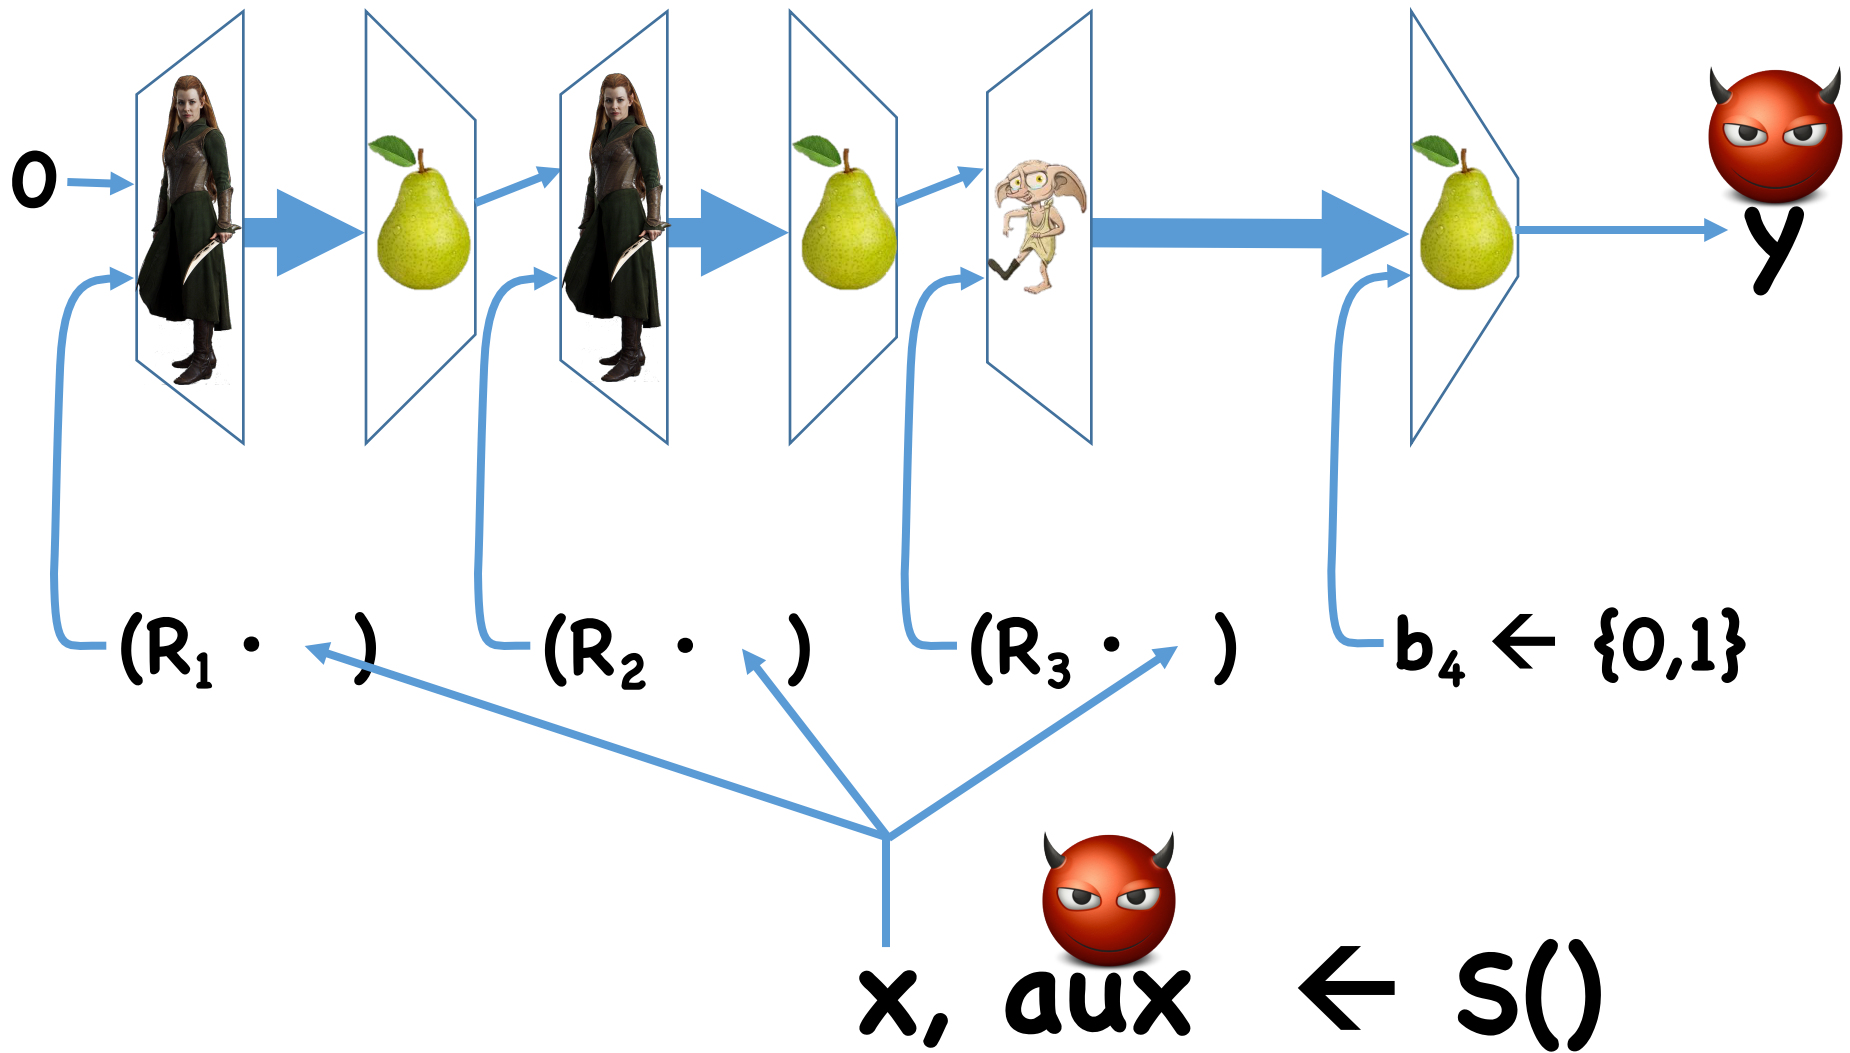 0
y
(R₁ · ) (R₂ · ) (R₃ · ) b₄ ← {0,1}
x, aux ← S()